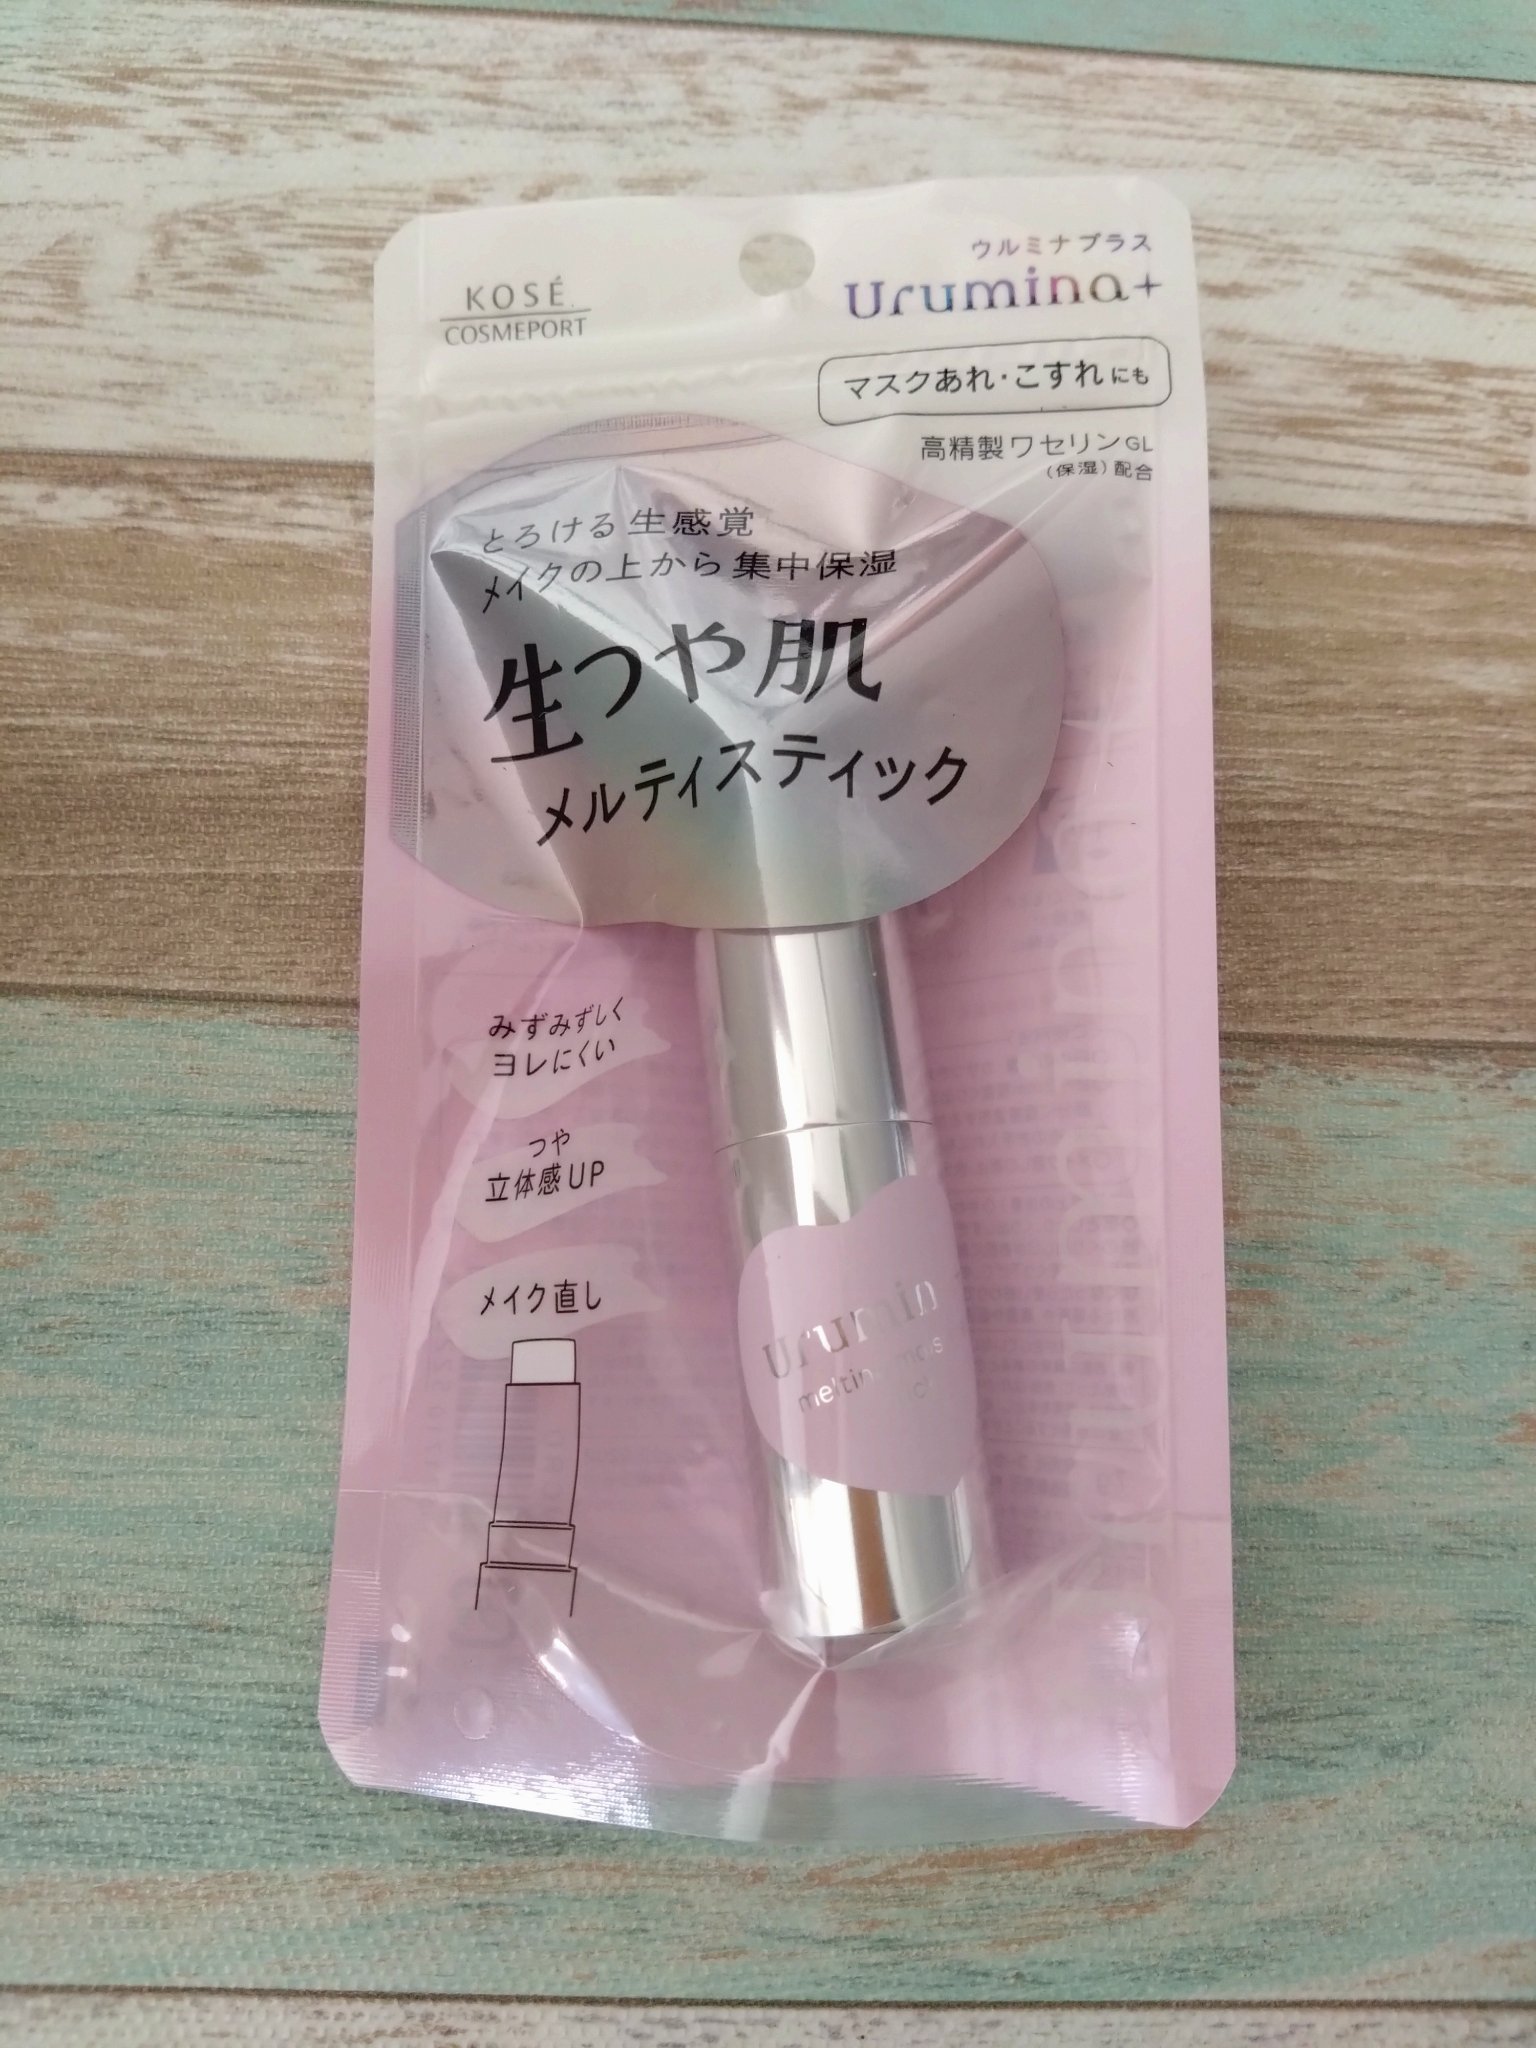 KOSÉ
COSMEPORT
ウルミナプラス
Urumina+
マスクあれ・こすれにも
高精製ワセリンGL
（保湿）配合
とろける生感覚
メイクの上から集中保湿
生つや肌
メルティスティック
みずみずしく
ヨレにくい
つや
立体感UP
メイク直し
Urumin